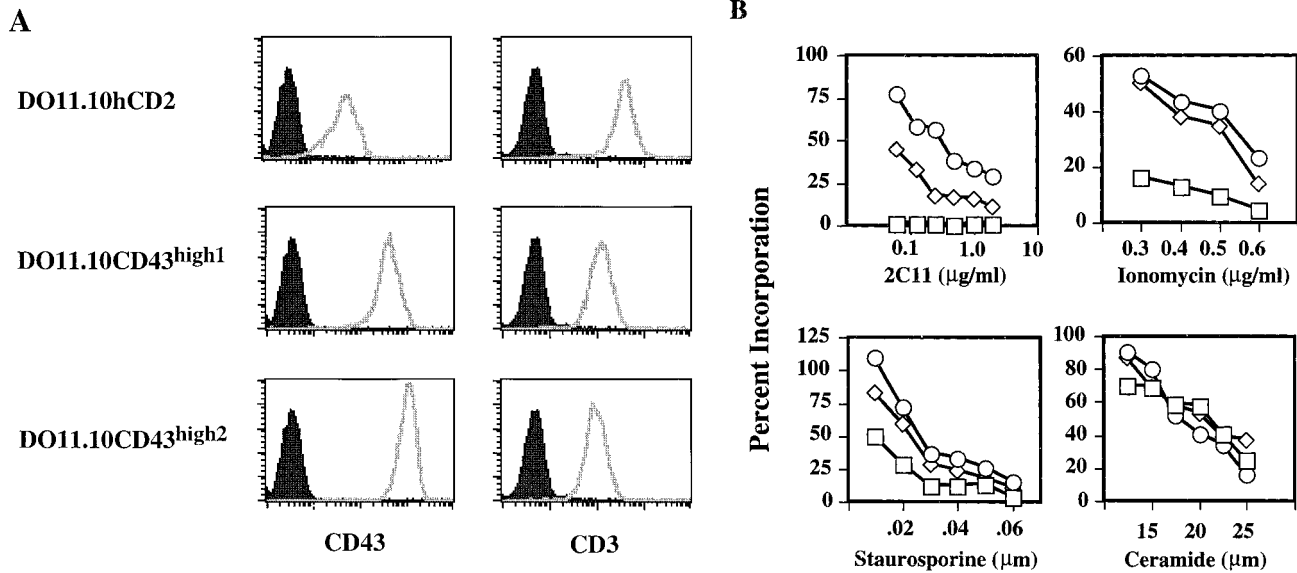 A
B
DO11.10hCD2
DO11.10CD43high1
DO11.10CD43high2
CD43
CD3
Percent Incorporation
100
75
50
25
0
0.1
1.0
10
2C11 (μg/ml)
60
40
20
0
0.3
0.4
0.5
0.6
Ionomycin (μg/ml)
125
100
75
50
25
0
.02
.04
.06
Staurosporine (μm)
100
80
60
40
20
0
15
20
25
Ceramide (μm)